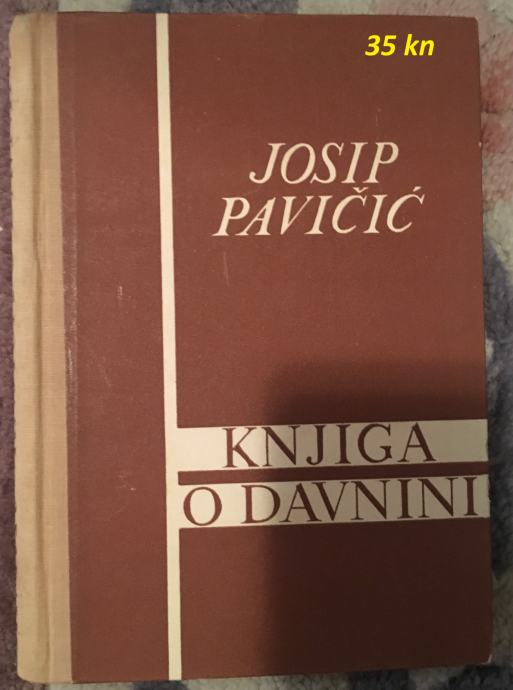 35 kn
JOSIP
PAVIČIĆ
KNJIGA
O DAVNINI